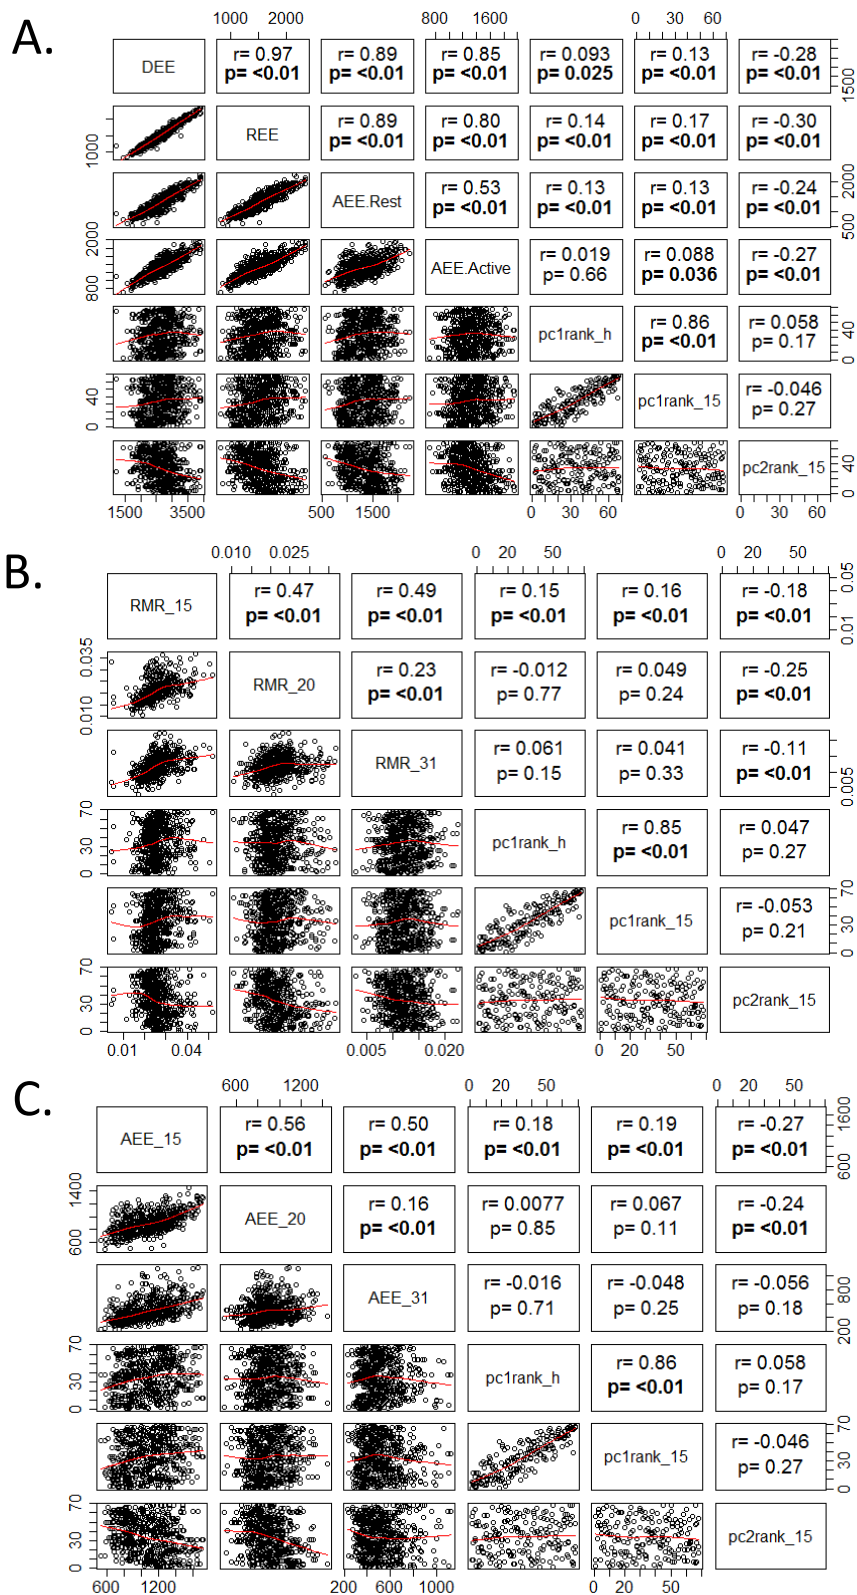 A.
1000 2000 800 1600 0 30 60
DEE r= 0.97 r= 0.89 r= 0.85 r= 0.093 r= 0.13 r= -0.28
p= <0.01 p= <0.01 p= <0.01 p= 0.025 p= <0.01 p= <0.01
1500
REE r= 0.89 r= 0.80 r= 0.14 r= 0.17 r= -0.30
p= <0.01 p= <0.01 p= <0.01 p= <0.01 p= <0.01
1000
AEE.Rest r= 0.53 r= 0.13 r= 0.13 r= -0.24
p= <0.01 p= <0.01 p= <0.01 p= <0.01
500 2000
AEE.Active r= 0.019 r= 0.088 r= -0.27
p= 0.66 p= 0.036 p= <0.01
800 2000
pc1rank_h r= 0.86 r= 0.058
p= <0.01 p= 0.17
0 40
pc1rank_15 r= -0.046
p= 0.27
0 40
pc2rank_15
0 40
1500 3500 500 1500 0 30 60 0 30 60
B.
0.010 0.025 0 20 50 0 20 50
RMR_15 r= 0.47 r= 0.49 r= 0.15 r= 0.16 r= -0.18
p= <0.01 p= <0.01 p= <0.01 p= <0.01 p= <0.01
0.01 0.05
RMR_20 r= 0.23 r= -0.012 r= 0.049 r= -0.25
p= <0.01 p= 0.77 p= 0.24 p= <0.01
0.010 0.035
RMR_31 r= 0.061 r= 0.041 r= -0.11
p= 0.15 p= 0.33 p= <0.01
0.005
pc1rank_h r= 0.85 r= 0.047
p= <0.01 p= 0.27
0 30 70
pc1rank_15 r= -0.053
p= 0.21
0 30 70
pc2rank_15
0 30 70
0.01 0.04 0.005 0.020 0 20 50
C.
600 1200 0 20 50 0 20 50
AEE_15 r= 0.56 r= 0.50 r= 0.18 r= 0.19 r= -0.27
p= <0.01 p= <0.01 p= <0.01 p= <0.01 p= <0.01
600 1600
AEE_20 r= 0.16 r= 0.0077 r= 0.067 r= -0.24
p= <0.01 p= 0.85 p= 0.11 p= <0.01
600 1400
AEE_31 r= -0.016 r= -0.048 r= -0.056
p= 0.71 p= 0.25 p= 0.18
200 800
pc1rank_h r= 0.86 r= 0.058
p= <0.01 p= 0.17
0 30 70
pc1rank_15 r= -0.046
p= 0.27
0 30 70
pc2rank_15
0 30 70
600 1200 200 600 1000 0 20 50